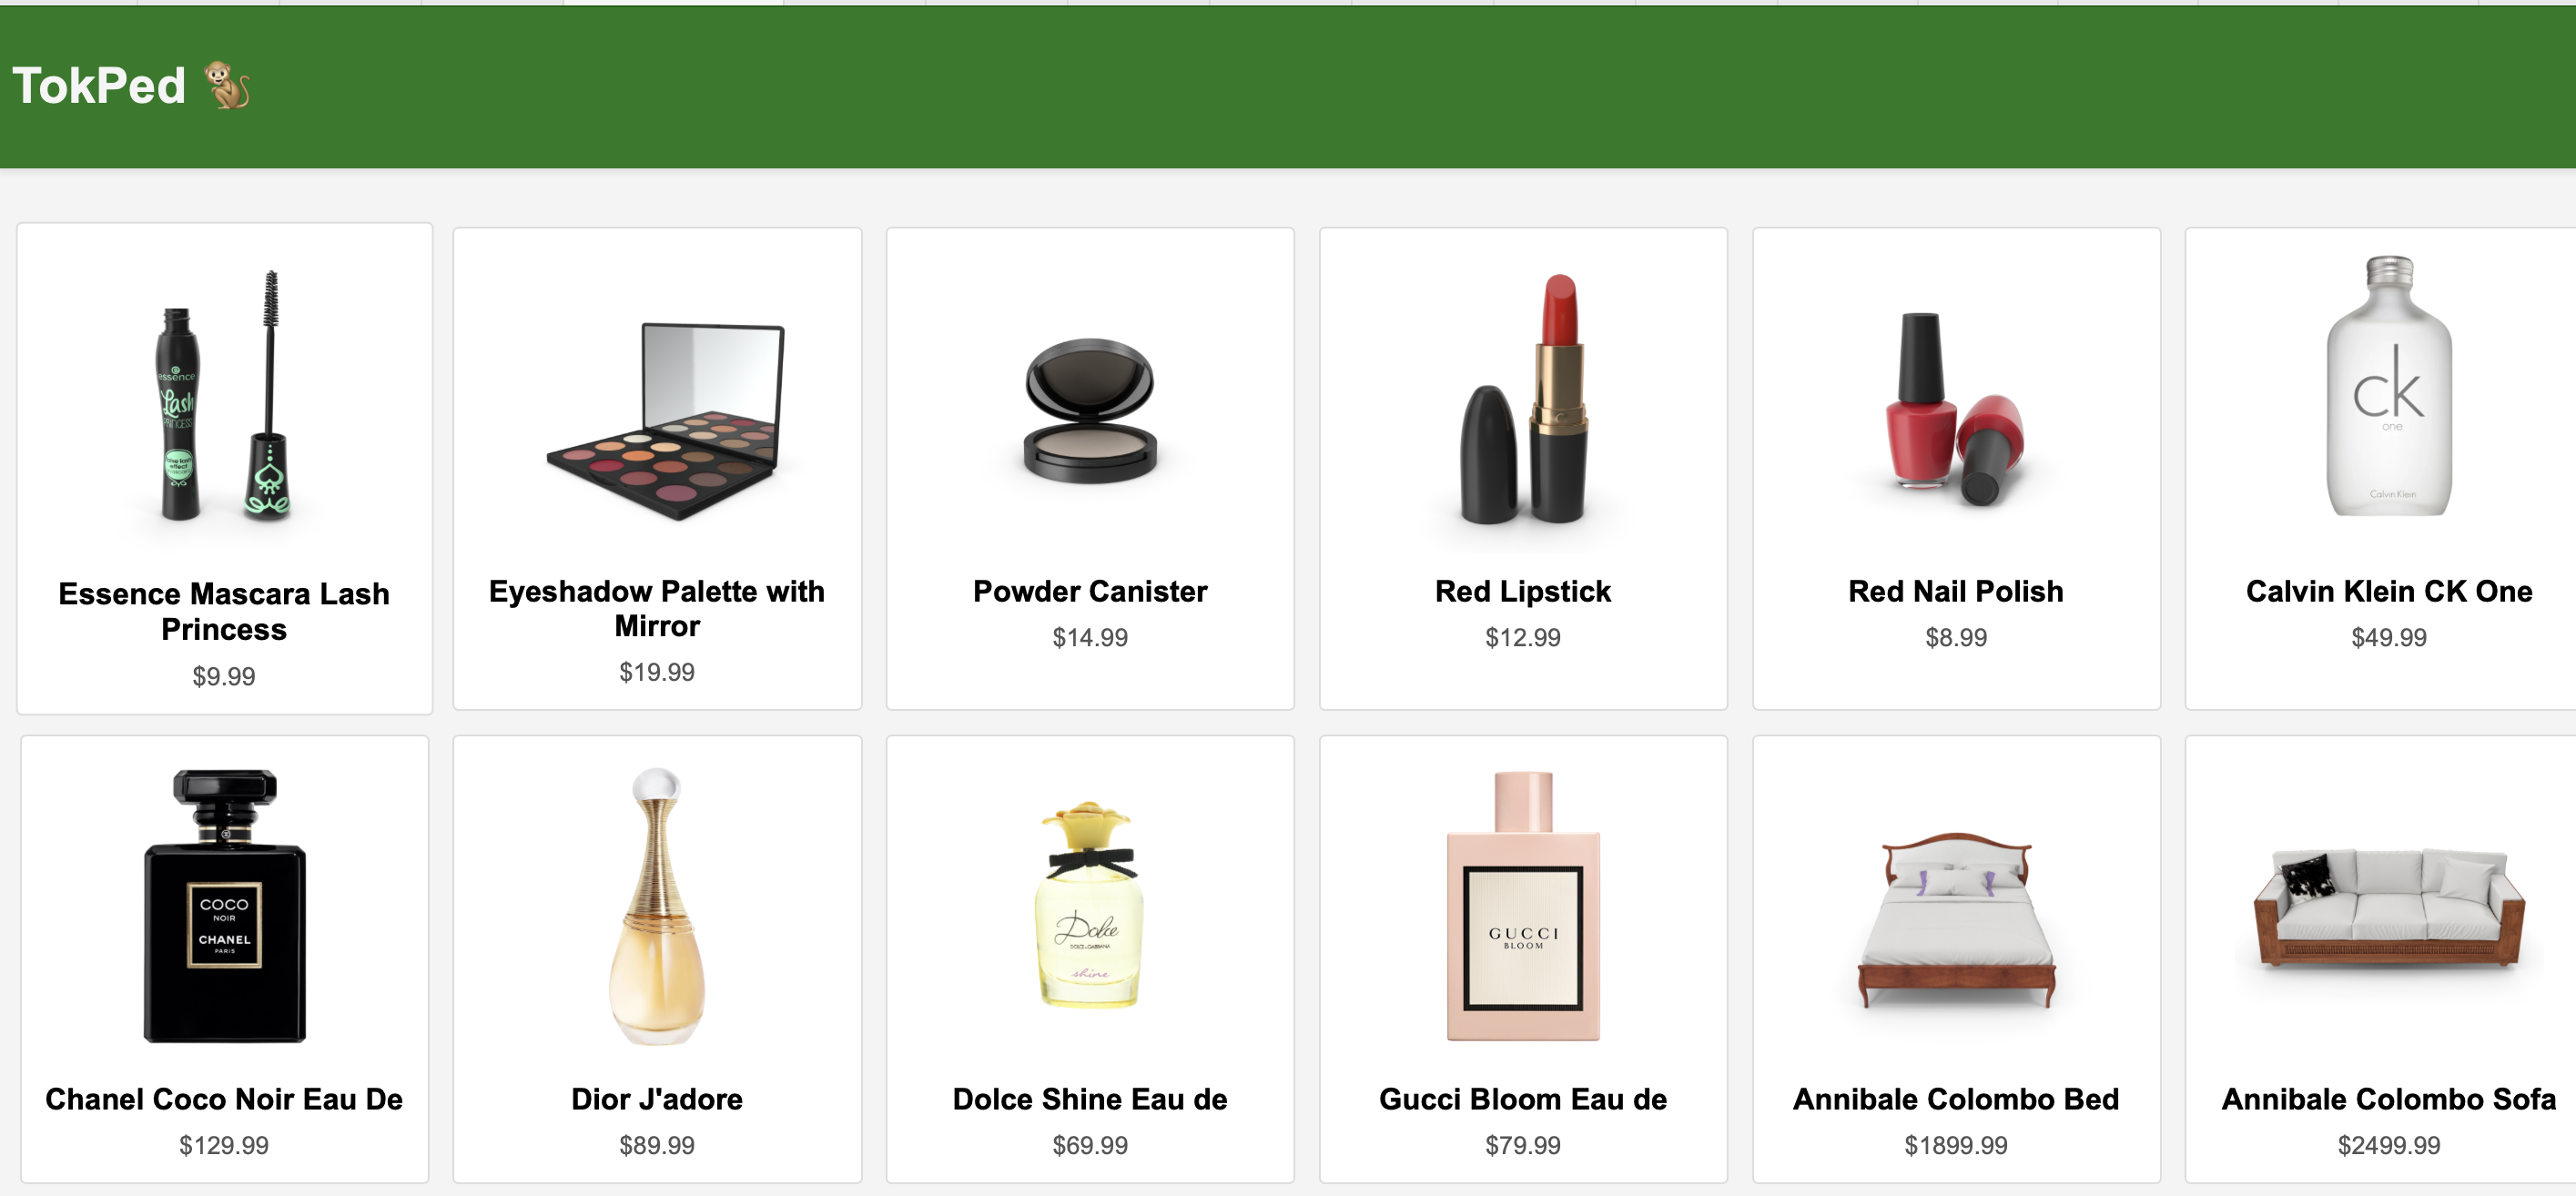 TokPed
essence
Lash
PRINCESS
Essence Mascara Lash
Princess
$9.99
Eyeshadow Palette with
Mirror
$19.99
Powder Canister
$14.99
Red Lipstick
$12.99
Red Nail Polish
$8.99
ck
one
Calvin Klein
Calvin Klein CK One
$49.99
COCO
NOIR
CHANEL
PARIS
Chanel Coco Noir Eau De
$129.99
Dior J'adore
$89.99
Dolce
DOLCE & GABBANA
shine
Dolce Shine Eau de
$69.99
GUCCI
BLOOM
Gucci Bloom Eau de
$79.99
Annibale Colombo Bed
$1899.99
Annibale Colombo Sofa
$2499.99